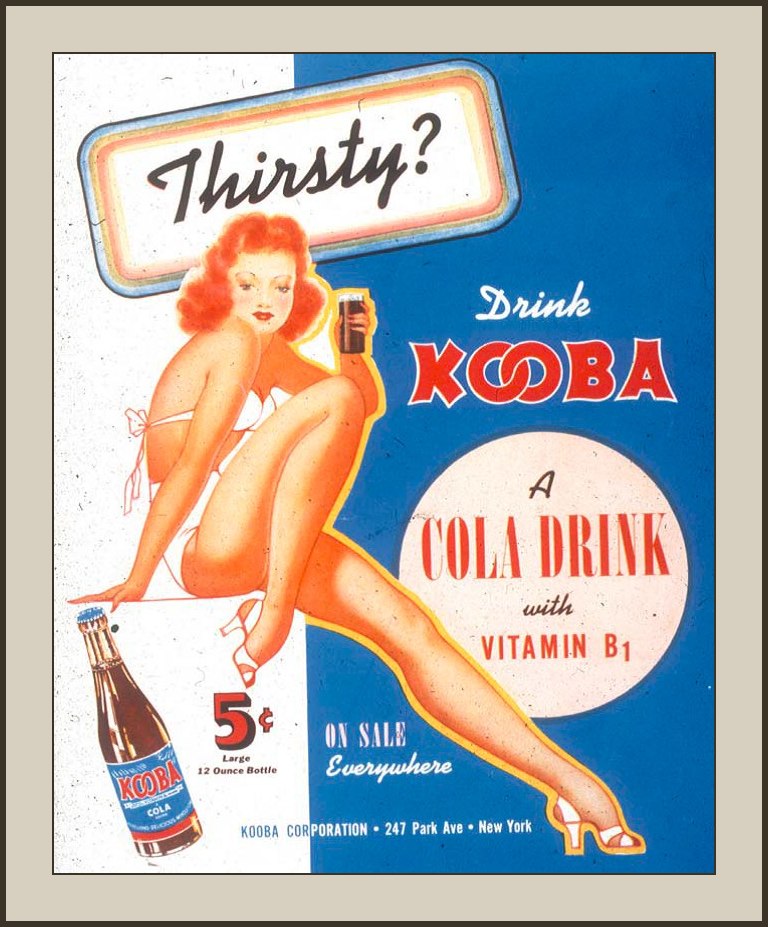 Thirsty?
Drink
KOOBA
A
COLA DRINK
with
VITAMIN B1
5¢
Large
12 Ounce Bottle
ON SALE
Everywhere
KOOBA
COLA
KOOBA CORPORATION • 247 Park Ave • New York